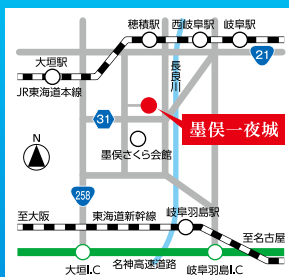 穂積駅
西岐阜駅
岐阜駅
大垣駅
21
JR東海道本線
長良川
31
墨俣一夜城
N
墨俣さくら会館
258
至大阪
東海道新幹線
岐阜羽島駅
至名古屋
大垣I.C
名神高速道路
岐阜羽島I.C